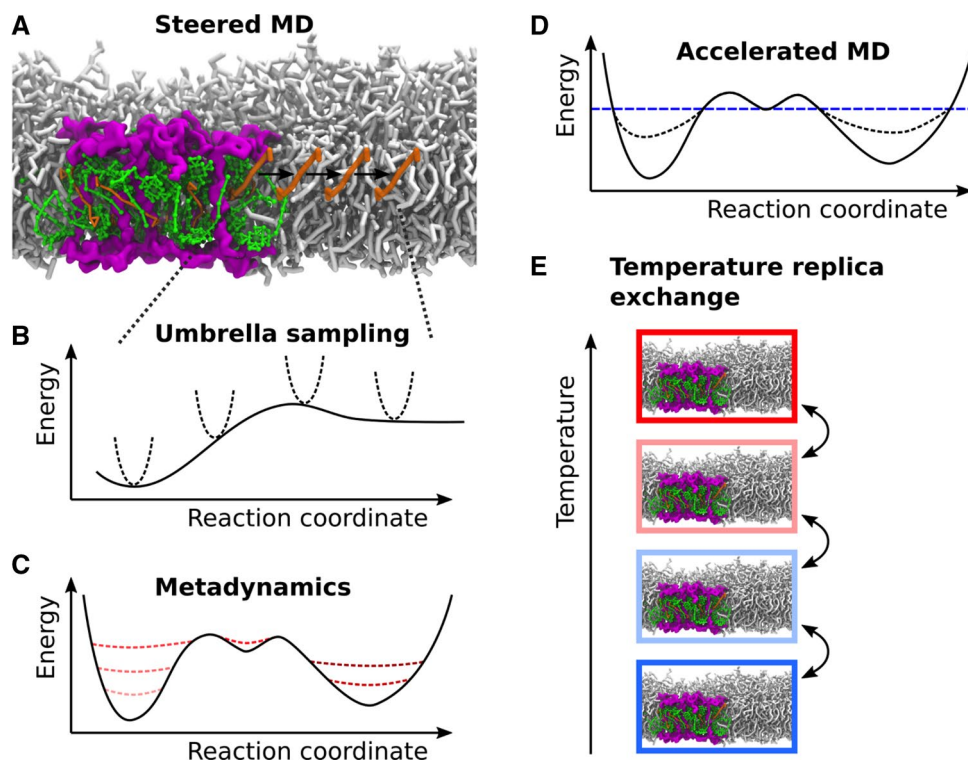 A
Steered MD
B
Umbrella sampling
Energy
Reaction coordinate
C
Metadynamics
Energy
Reaction coordinate
D
Accelerated MD
Energy
Reaction coordinate
E
Temperature replica
exchange
Temperature